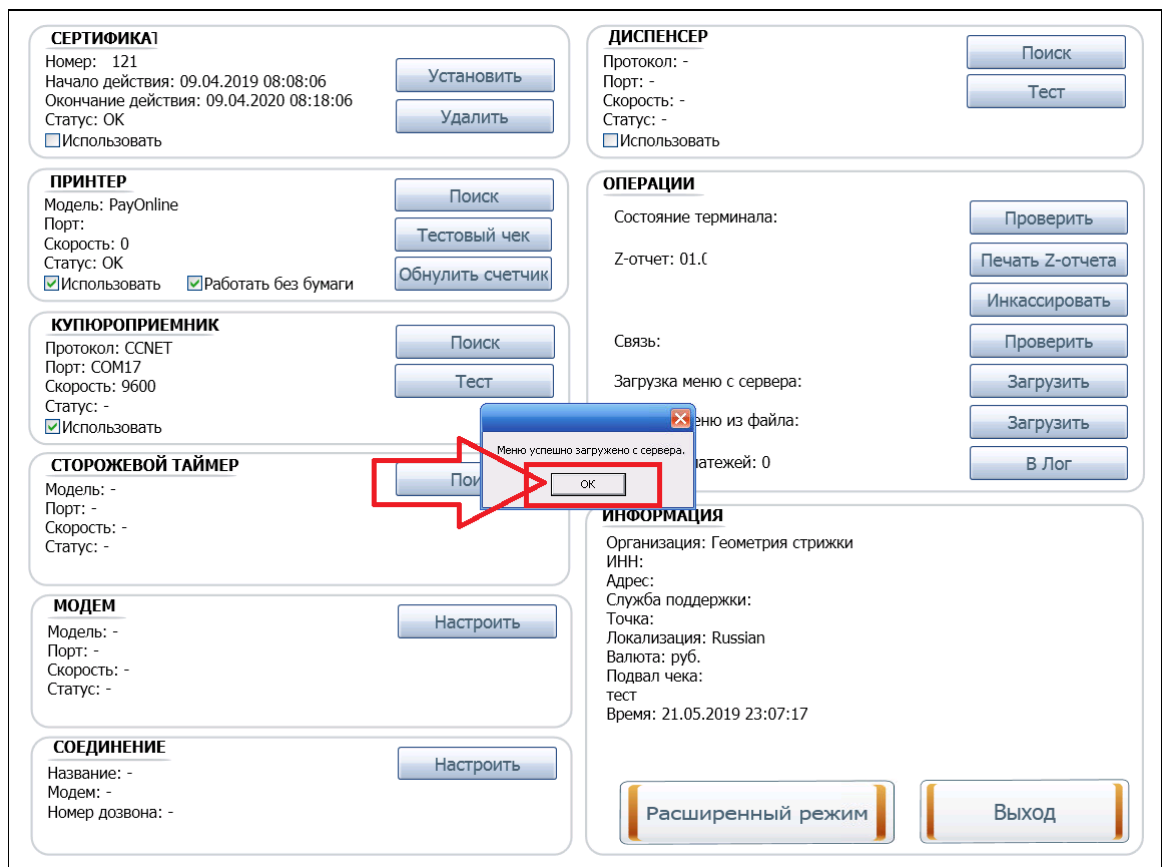 СЕРТИФИКАТ
Номер: 121
Начало действия: 09.04.2019 08:08:06
Окончание действия: 09.04.2020 08:18:06
Статус: OK
Использовать
Установить
Удалить
ПРИНТЕР
Модель: PayOnline
Порт:
Скорость: 0
Статус: OK
Использовать Работать без бумаги
Поиск
Тестовый чек
Обнулить счетчик
КУПЮРОПРИЕМНИК
Протокол: CCNET
Порт: COM17
Скорость: 9600
Статус: -
Использовать
Поиск
Тест
СТОРОЖЕВОЙ ТАЙМЕР
Модель: -
Порт: -
Скорость: -
Статус: -
Пои
МОДЕМ
Модель: -
Порт: -
Скорость: -
Статус: -
Настроить
СОЕДИНЕНИЕ
Название: -
Модем: -
Номер дозвона: -
Настроить
Меню успешно загружено с сервера.
OK
ДИСПЕНСЕР
Протокол: -
Порт: -
Скорость: -
Статус: -
Использовать
Поиск
Тест
ОПЕРАЦИИ
Состояние терминала: Проверить
Z-отчет: 01.0 Печать Z-отчета
Инкассировать
Связь: Проверить
Загрузка меню с сервера: Загрузить
еню из файла: Загрузить
латежей: 0 В Лог
ИНФОРМАЦИЯ
Организация: Геометрия стрижки
ИНН:
Адрес:
Служба поддержки:
Точка:
Локализация: Russian
Валюта: руб.
Подвал чека:
тест
Время: 21.05.2019 23:07:17
Расширенный режим
Выход